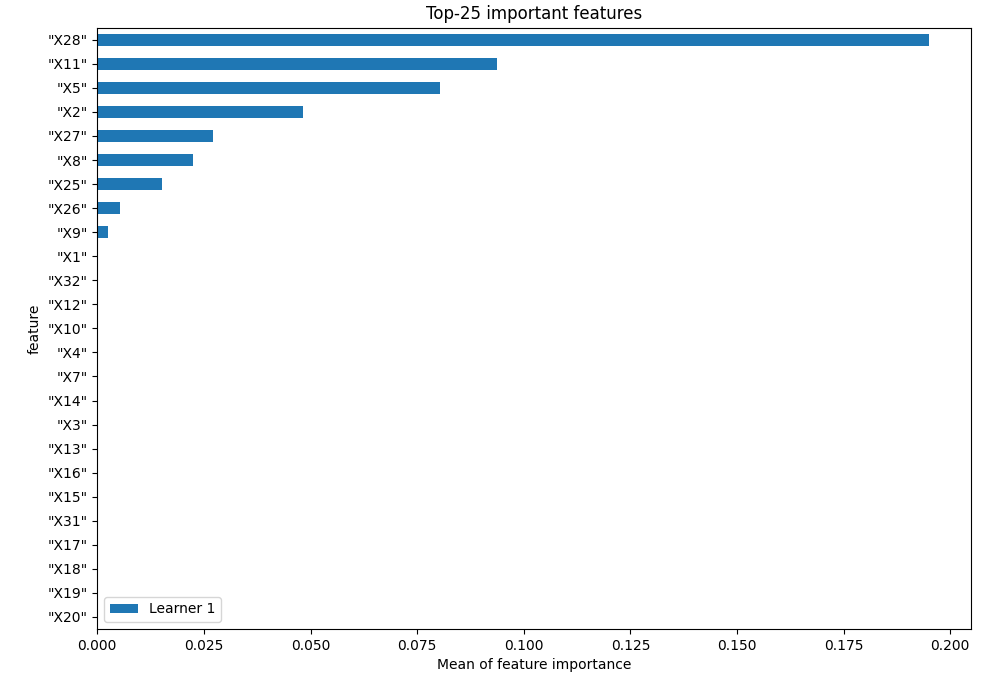 Top-25 important features
"X28"
"X11"
"X5"
"X2"
"X27"
"X8"
"X25"
"X26"
"X9"
"X1"
"X32"
"X12"
"X10"
"X4"
"X7"
"X14"
"X3"
"X13"
"X16"
"X15"
"X31"
"X17"
"X18"
"X19"
"X20"
feature
Learner 1
0.000 0.025 0.050 0.075 0.100 0.125 0.150 0.175 0.200
Mean of feature importance